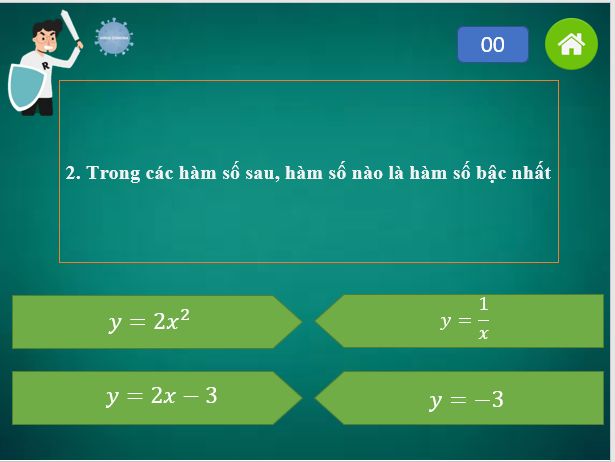 00
R
2. Trong các hàm số sau, hàm số nào là hàm số bậc nhất
y = 2x²
y = 1/x
y = 2x − 3
y = −3